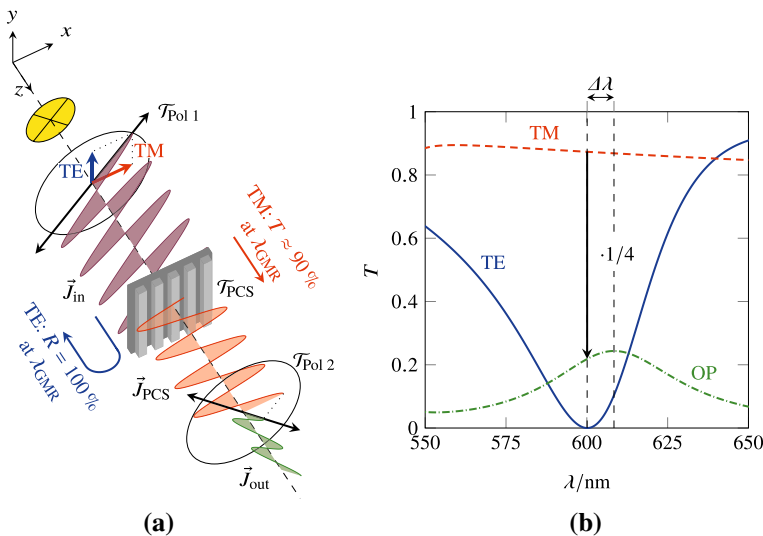 y
x
z
𝒯Pol 1
TE
TM
TM: T ≈ 90 %
at λGMR
J⃗in
𝒯PCS
TE: R = 100 %
at λGMR
𝒯Pol 2
J⃗PCS
J⃗out
(a)
Δλ
1
TM
0.8
0.6
TE
·1/4
T
0.4
0.2
OP
0
550
575
600
625
650
λ/nm
(b)